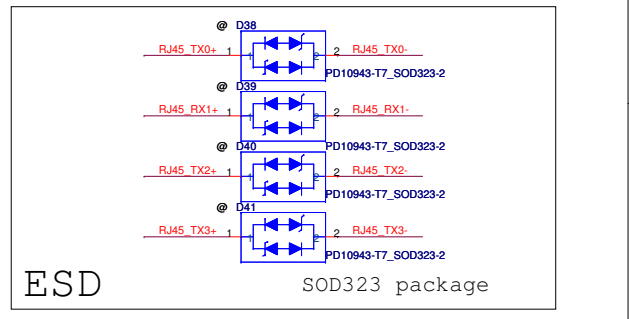 @ D38
RJ45_TX0+ 1 1 2 2 RJ45_TX0-
PD10943-T7_SOD323-2
@ D39
RJ45_RX1+ 1 1 2 2 RJ45_RX1-
PD10943-T7_SOD323-2
@ D40
RJ45_TX2+ 1 1 2 2 RJ45_TX2-
PD10943-T7_SOD323-2
@ D41
RJ45_TX3+ 1 1 2 2 RJ45_TX3-
PD10943-T7_SOD323-2
ESD SOD323 package